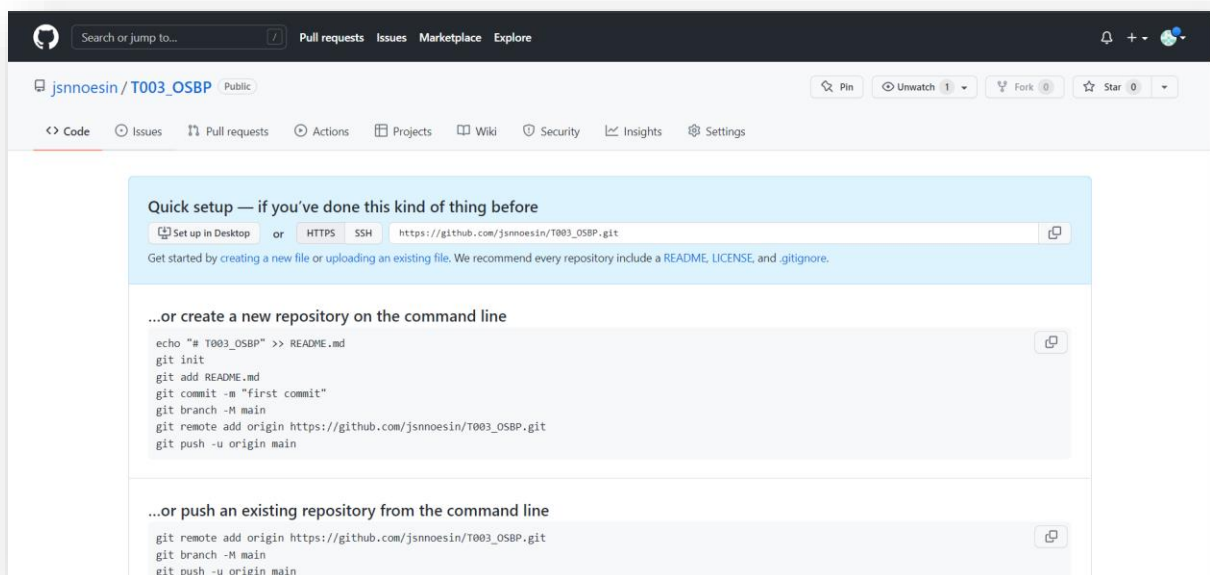 Search or jump to... / Pull requests Issues Marketplace Explore
jsnnoesin / T003_OSBP Public Pin Unwatch 1 Fork 0 Star 0
<> Code Issues Pull requests Actions Projects Wiki Security Insights Settings
Quick setup — if you've done this kind of thing before
Set up in Desktop or HTTPS SSH https://github.com/jsnnoesin/T003_OSBP.git
Get started by creating a new file or uploading an existing file. We recommend every repository include a README, LICENSE, and .gitignore.
...or create a new repository on the command line
echo "# T003_OSBP" >> README.md
git init
git add README.md
git commit -m "first commit"
git branch -M main
git remote add origin https://github.com/jsnnoesin/T003_OSBP.git
git push -u origin main
...or push an existing repository from the command line
git remote add origin https://github.com/jsnnoesin/T003_OSBP.git
git branch -M main
git push -u origin main